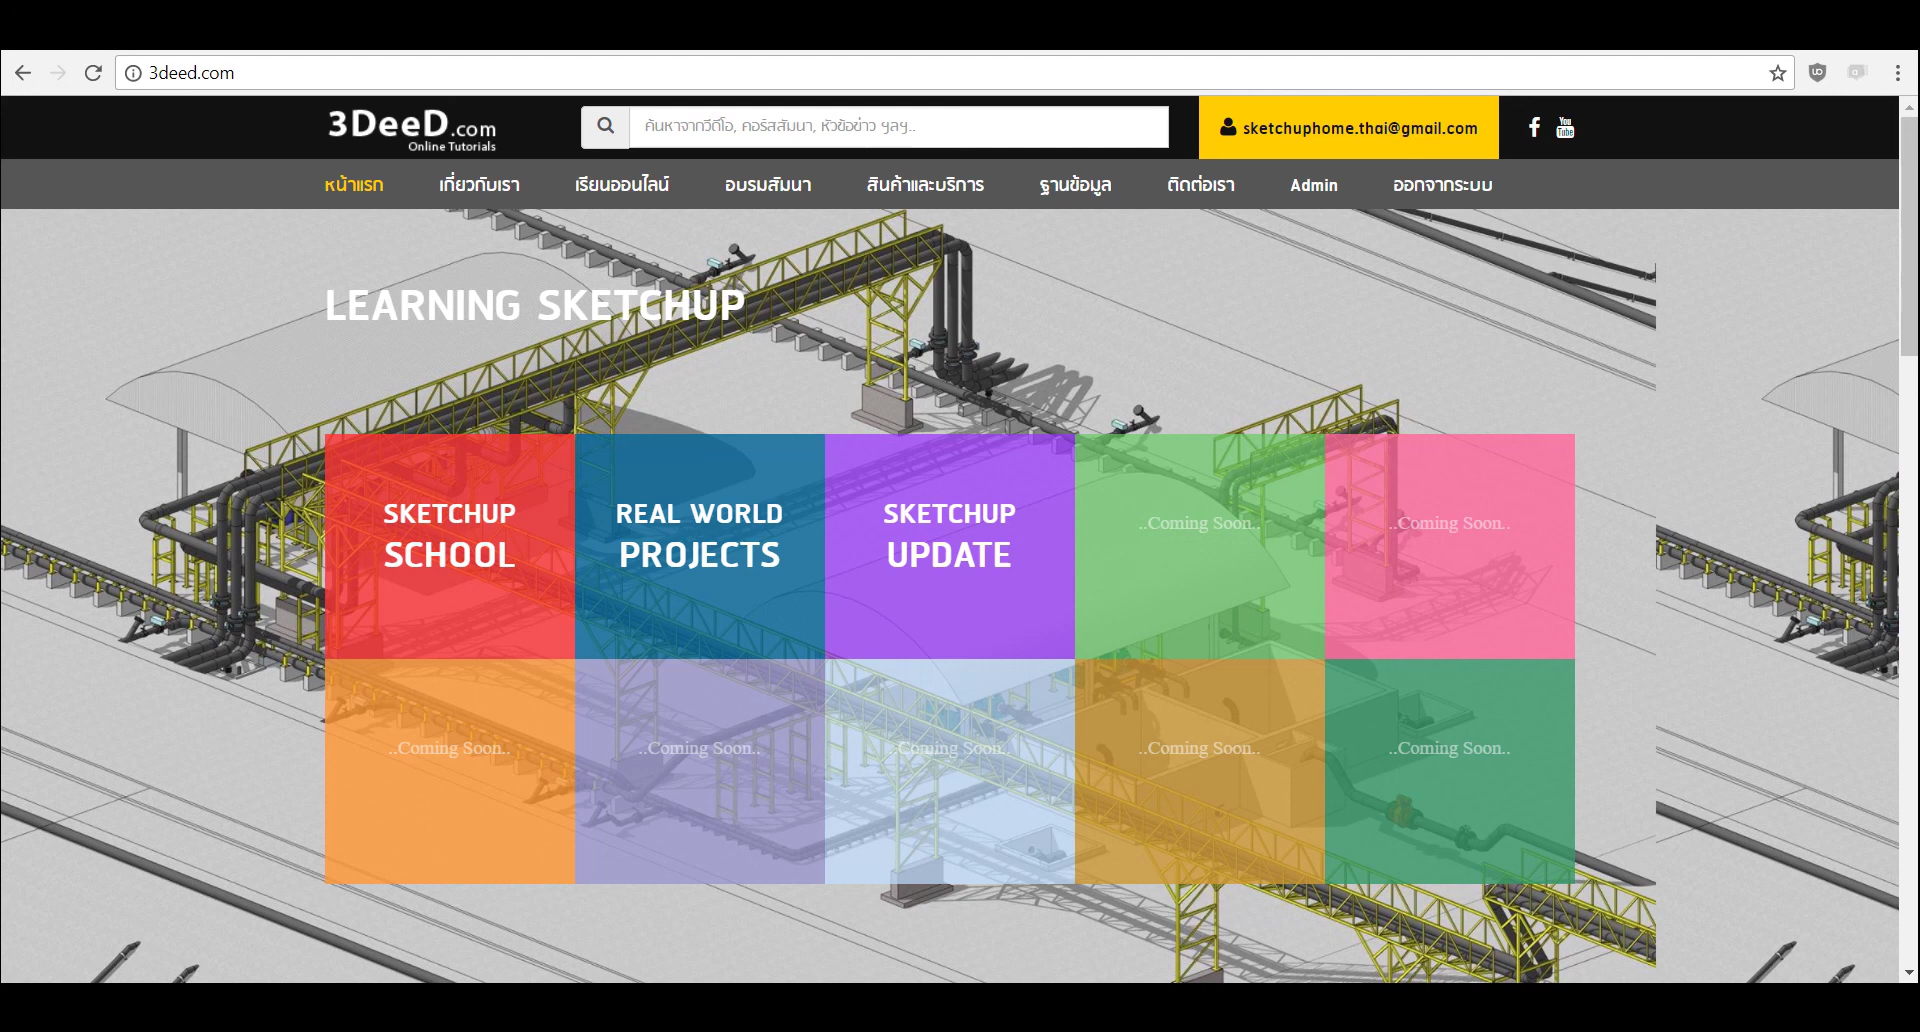 3deed.com
3DeeD.com
Online Tutorials
ค้นหาจากวีดีโอ, คอร์สสัมนา, หัวข้อข่าว ฯลฯ..
sketchuphome.thai@gmail.com
You
Tube
หน้าแรก เกี่ยวกับเรา เรียนออนไลน์ อบรมสัมนา สินค้าและบริการ ฐานข้อมูล ติดต่อเรา Admin ออกจากระบบ
LEARNING SKETCHUP
SKETCHUP
SCHOOL
REAL WORLD
PROJECTS
SKETCHUP
UPDATE
..Coming Soon..
..Coming Soon..
..Coming Soon..
..Coming Soon..
..Coming Soon..
..Coming Soon..
..Coming Soon..